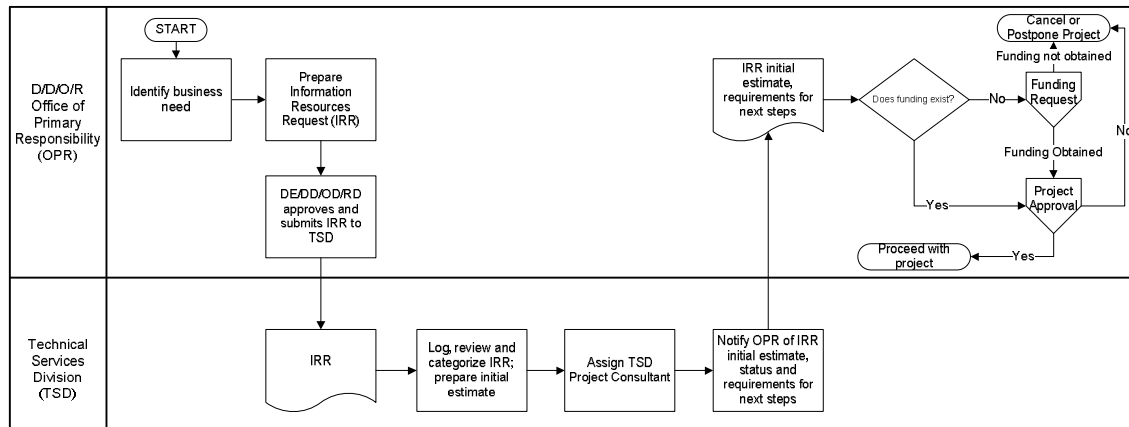 D/D/O/R
Office of
Primary
Responsibility
(OPR)
START
Identify business
need
Prepare
Information
Resources
Request (IRR)
DE/DD/OD/RD
approves and
submits IRR to
TSD
IRR initial
estimate,
requirements for
next steps
Does funding exist?
No
Yes
Funding
Request
Funding not obtained
Cancel or
Postpone Project
Funding Obtained
Project
Approval
No
Yes
Proceed with
project
Technical
Services
Division
(TSD)
IRR
Log, review and
categorize IRR;
prepare initial
estimate
Assign TSD
Project Consultant
Notify OPR of IRR
initial estimate,
status and
requirements for
next steps